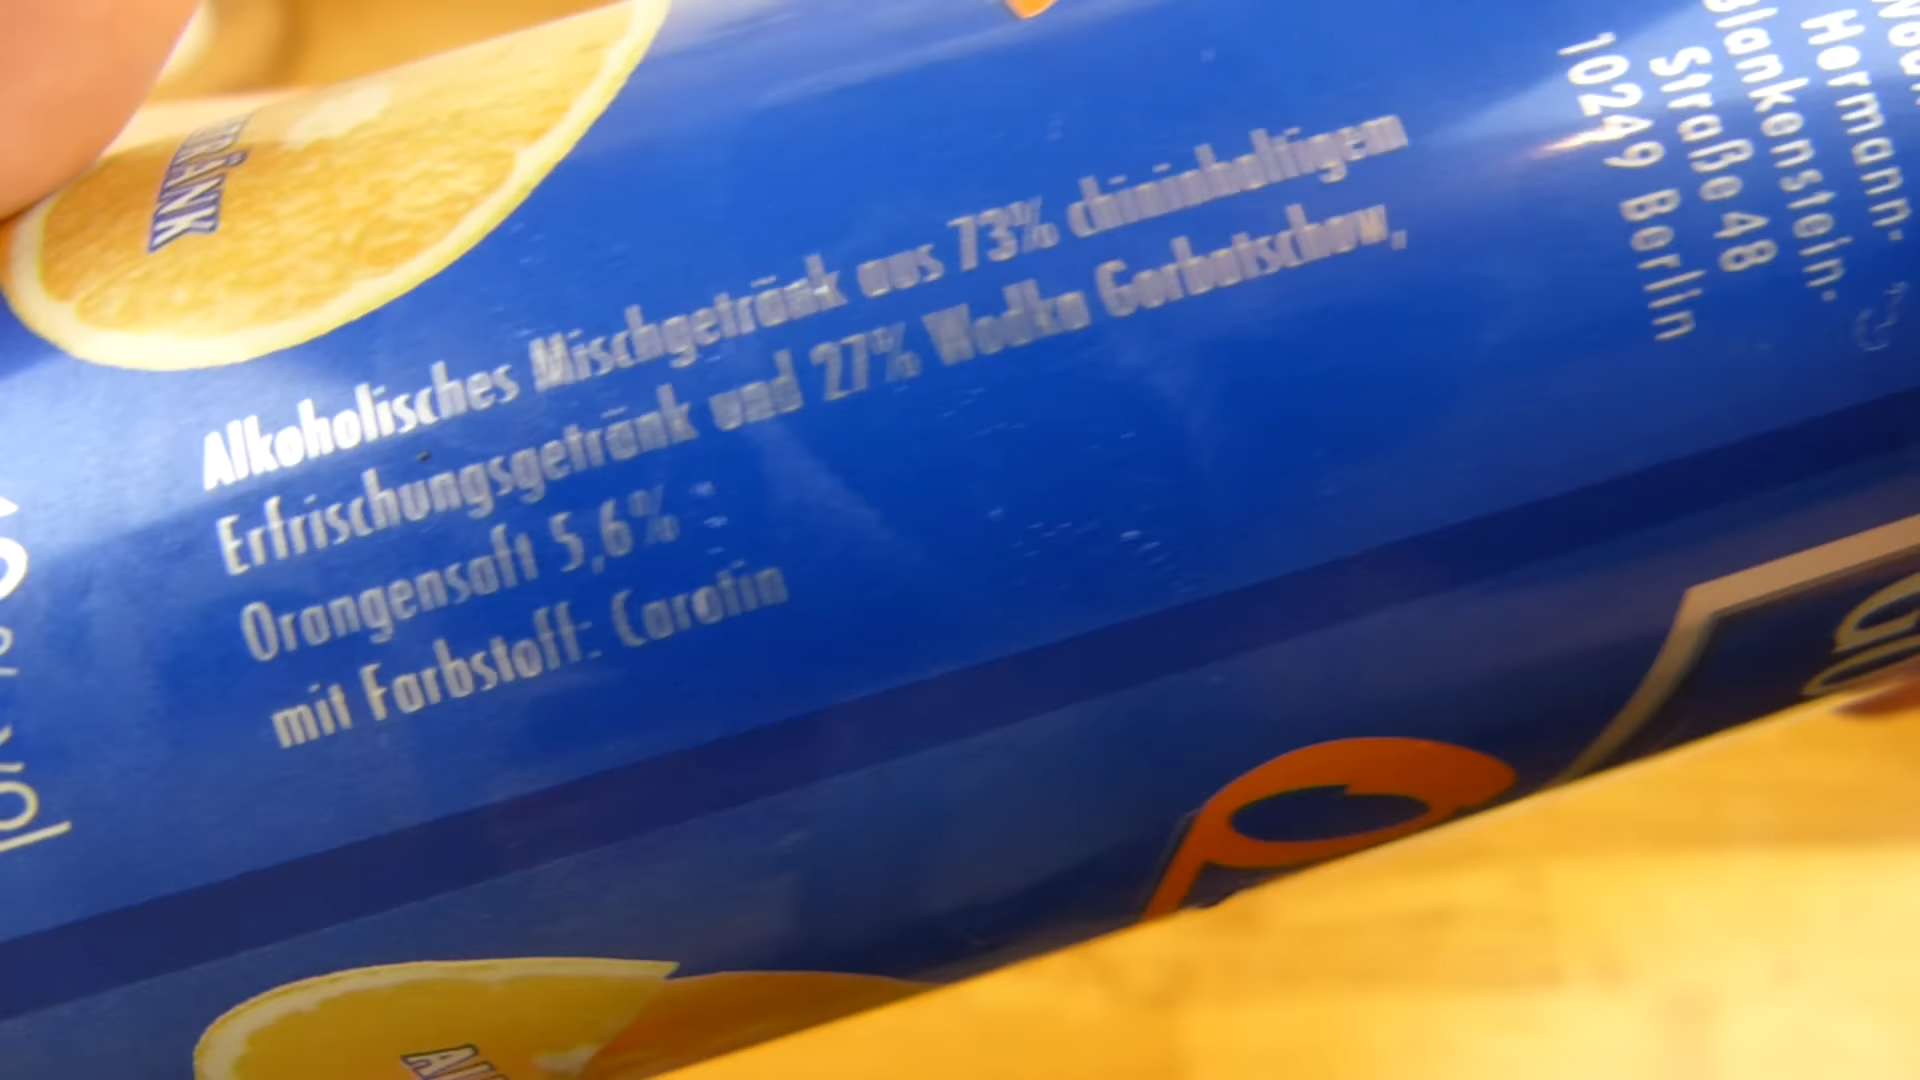 Alkoholisches Mischgetränk aus 73% chininhaltigem
Erfrischungsgetränk und 27% Wodka Gorbatschow,
Orangensaft 5,6%
mit Farbstoff: Carotin
Hermann-
Blankenstein-
Straße 48
10249 Berlin